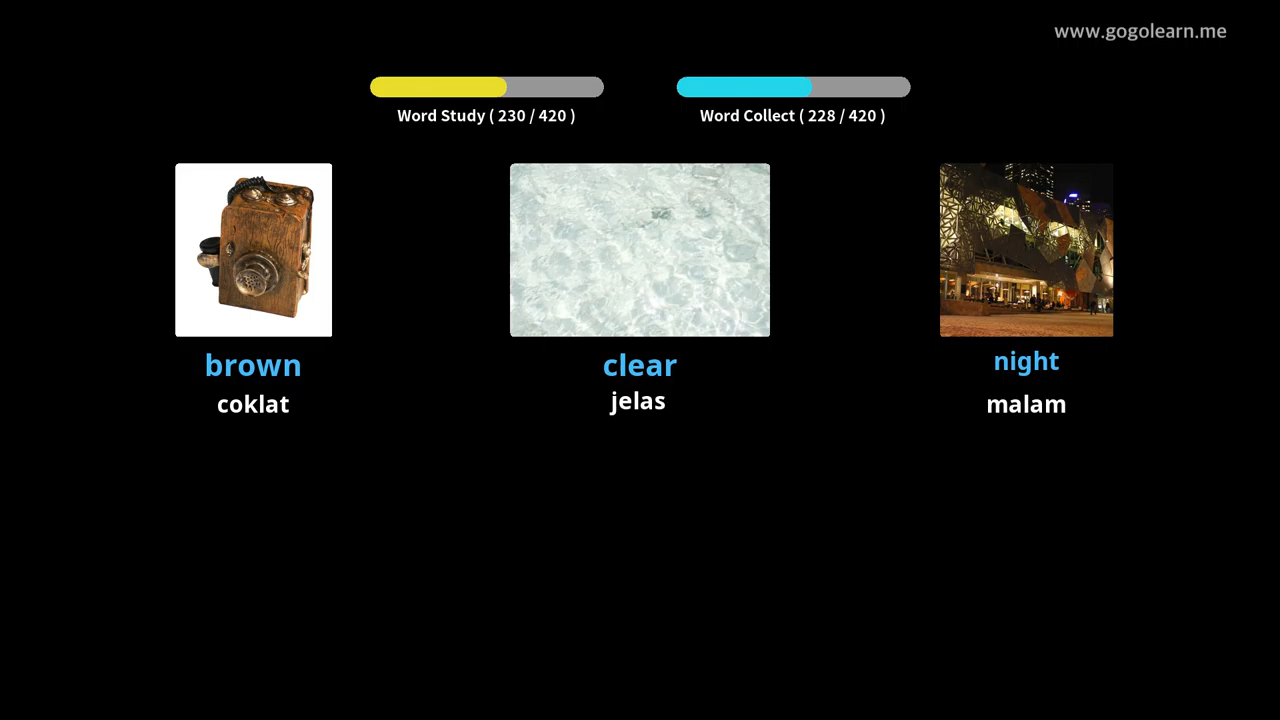 www.gogolearn.me
Word Study ( 230 / 420 )
Word Collect ( 228 / 420 )
brown
coklat
clear
jelas
night
malam